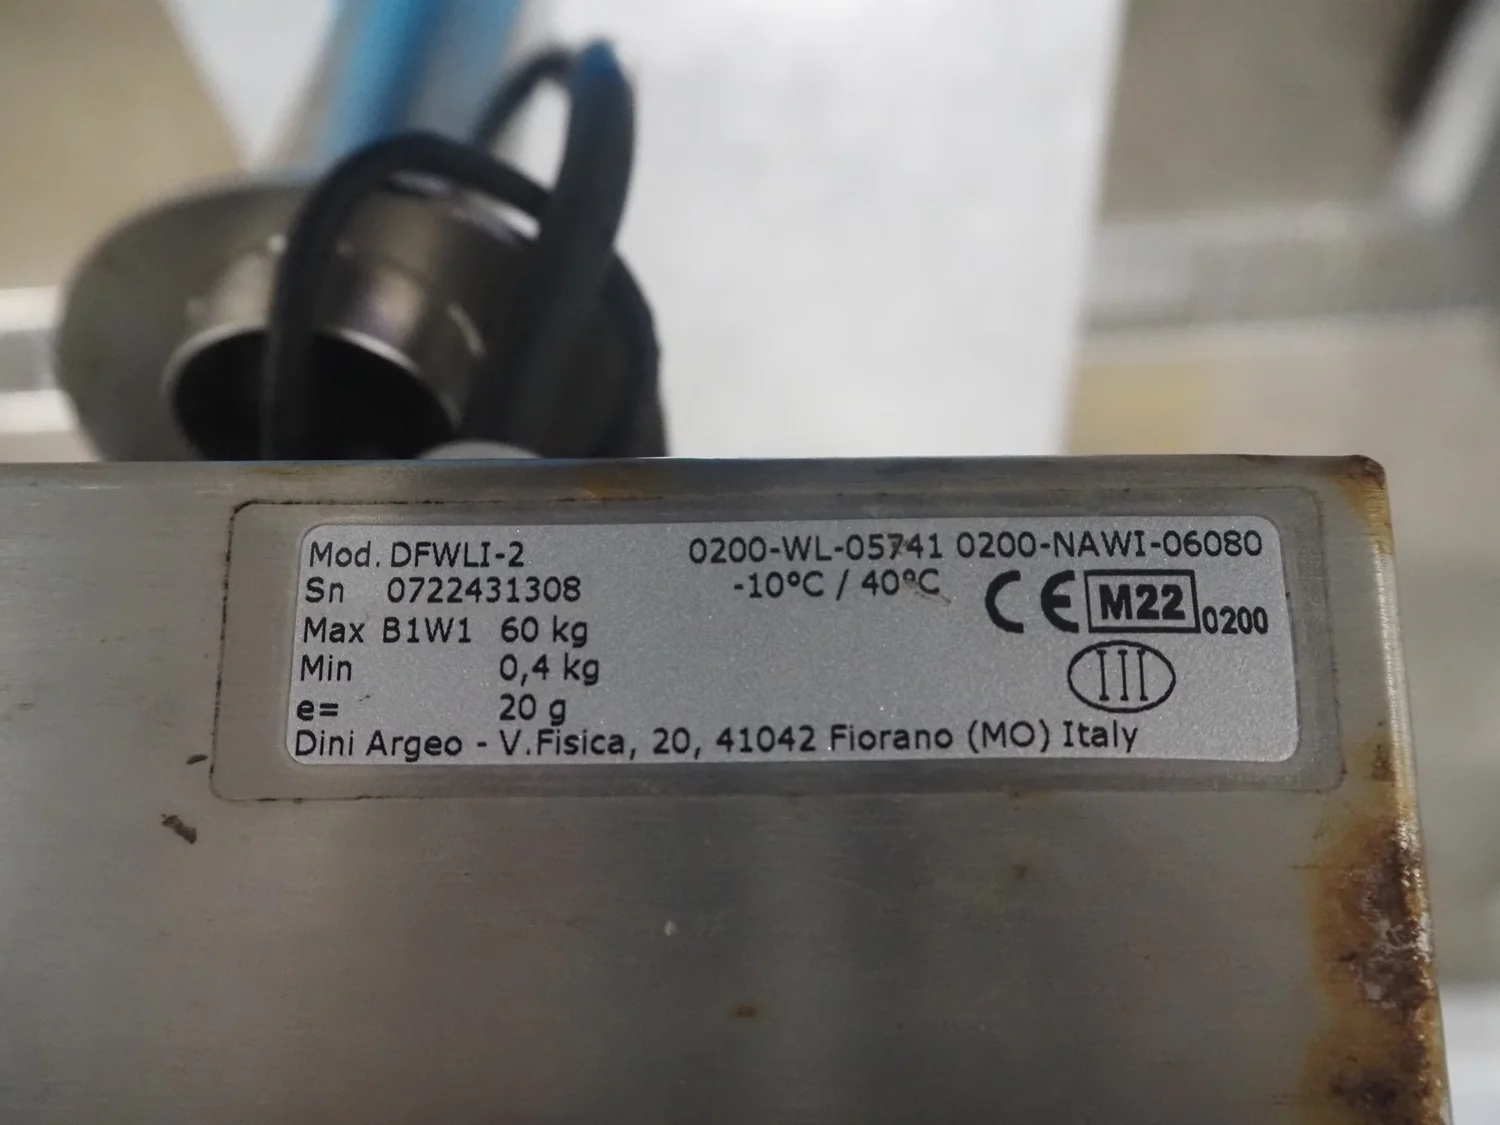 Mod. DFWLI-2 0200-WL-05741 0200-NAWI-06080
Sn 0722431308 -10°C / 40°C CE M22 0200
Max B1W1 60 kg
Min 0,4 kg III
e= 20 g
Dini Argeo - V.Fisica, 20, 41042 Fiorano (MO) Italy